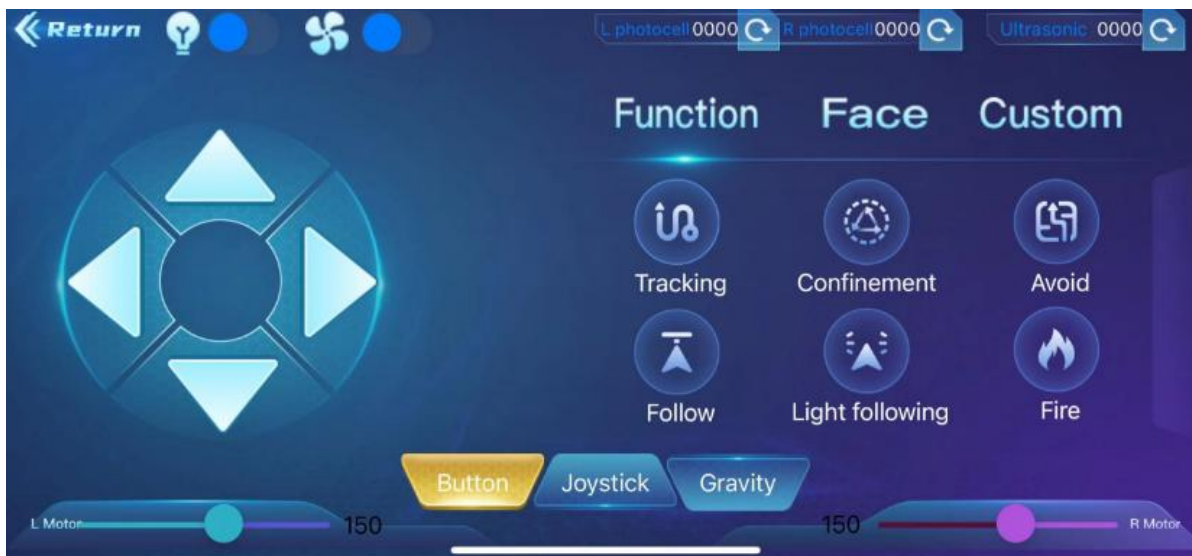 Return L photocell 0000 R photocell 0000 Ultrasonic 0000
Function Face Custom
Tracking Confinement Avoid
Follow Light following Fire
Button Joystick Gravity
L Motor 150 150 R Motor